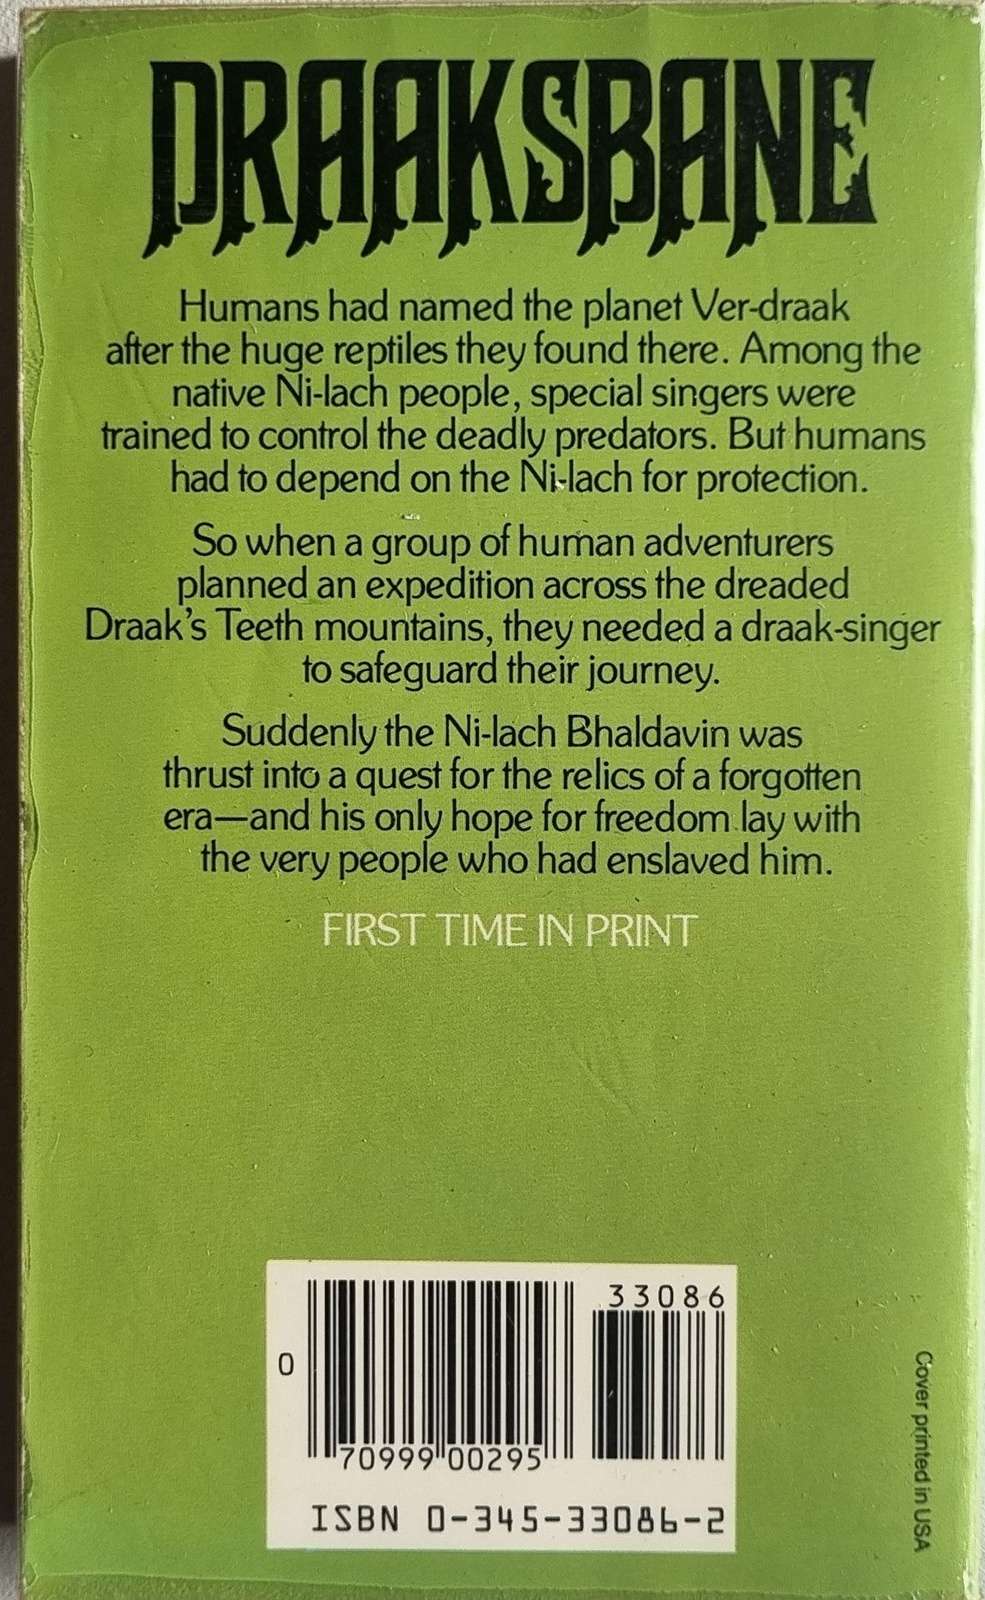 DRAAKSBANE
Humans had named the planet Ver-draak
after the huge reptiles they found there. Among the
native Ni-lach people, special singers were
trained to control the deadly predators. But humans
had to depend on the Ni-lach for protection.
So when a group of human adventurers
planned an expedition across the dreaded
Draak's Teeth mountains, they needed a draak-singer
to safeguard their journey.
Suddenly the Ni-lach Bhaldavin was
thrust into a quest for the relics of a forgotten
era—and his only hope for freedom lay with
the very people who had enslaved him.
FIRST TIME IN PRINT
33086
0
70999 00295
ISBN 0-345-33086-2
Cover printed in USA